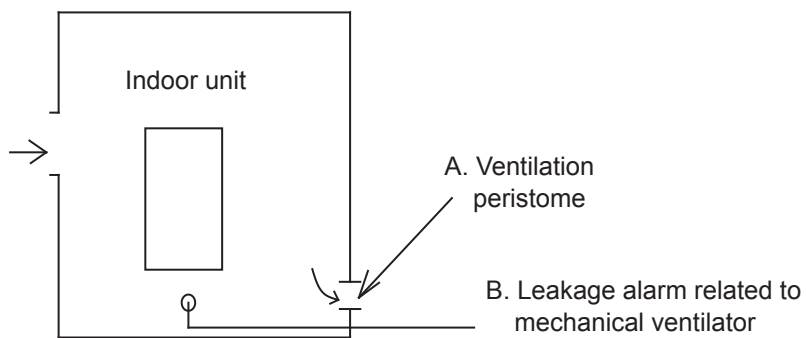 Indoor unit
A. Ventilation
peristome
B. Leakage alarm related to
mechanical ventilator